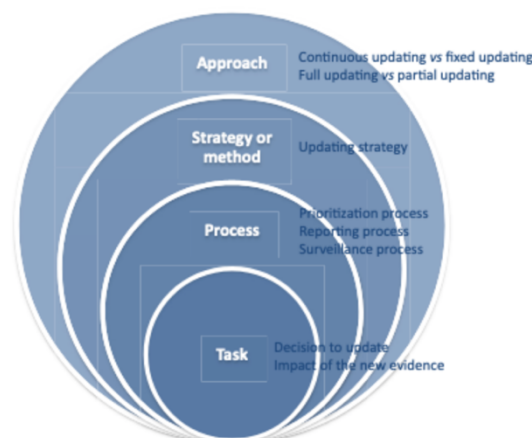 Approach
Continuous updating vs fixed updating
Full updating vs partial updating
Strategy or
method
Updating strategy
Process
Prioritization process
Reporting process
Surveillance process
Task
Decision to update
Impact of the new evidence